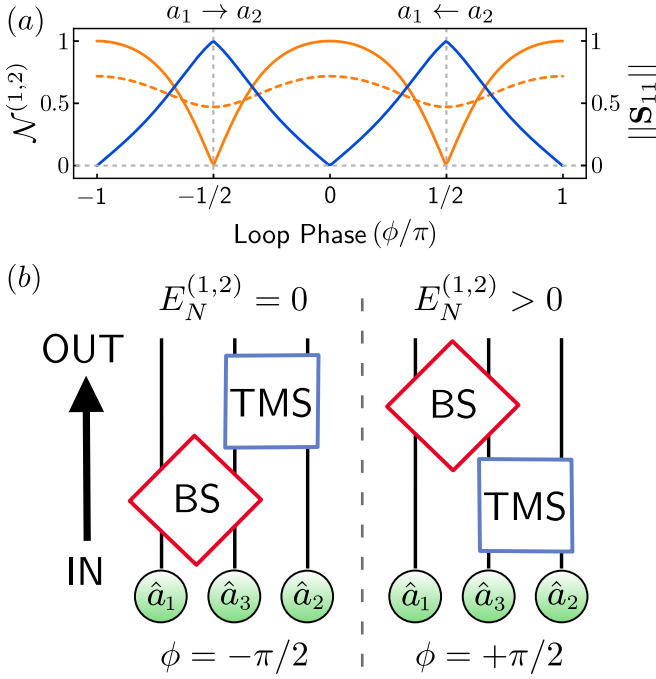 (a)
a₁ → a₂ a₁ ← a₂
1 1
𝒩^(1,2) 0.5 0.5 ||S₁₁||
0 0
−1 −1/2 0 1/2 1
Loop Phase (ϕ/π)
(b)
E_N^(1,2) = 0 E_N^(1,2) > 0
OUT
TMS BS
BS TMS
IN
â₁ â₃ â₂ â₁ â₃ â₂
ϕ = −π/2 ϕ = +π/2